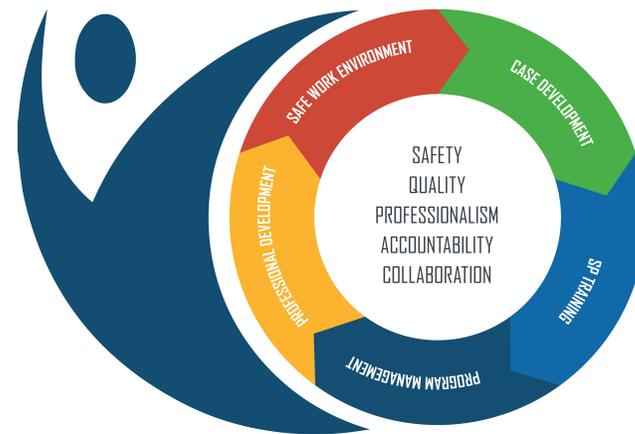 SAFE WORK ENVIRONMENT
CASE DEVELOPMENT
SP TRAINING
PROGRAM MANAGEMENT
PROFESSIONAL DEVELOPMENT
SAFETY
QUALITY
PROFESSIONALISM
ACCOUNTABILITY
COLLABORATION